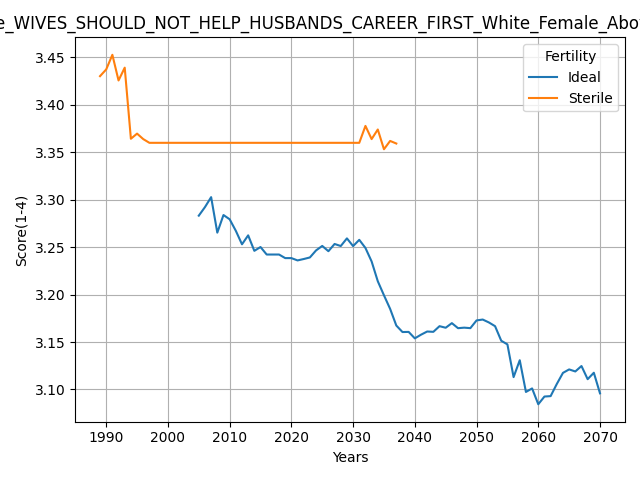 e_WIVES_SHOULD_NOT_HELP_HUSBANDS_CAREER_FIRST_White_Female_Abo
Fertility
Ideal
Sterile
3.45
3.40
3.35
3.30
3.25
3.20
3.15
3.10
Score(1-4)
1990 2000 2010 2020 2030 2040 2050 2060 2070
Years